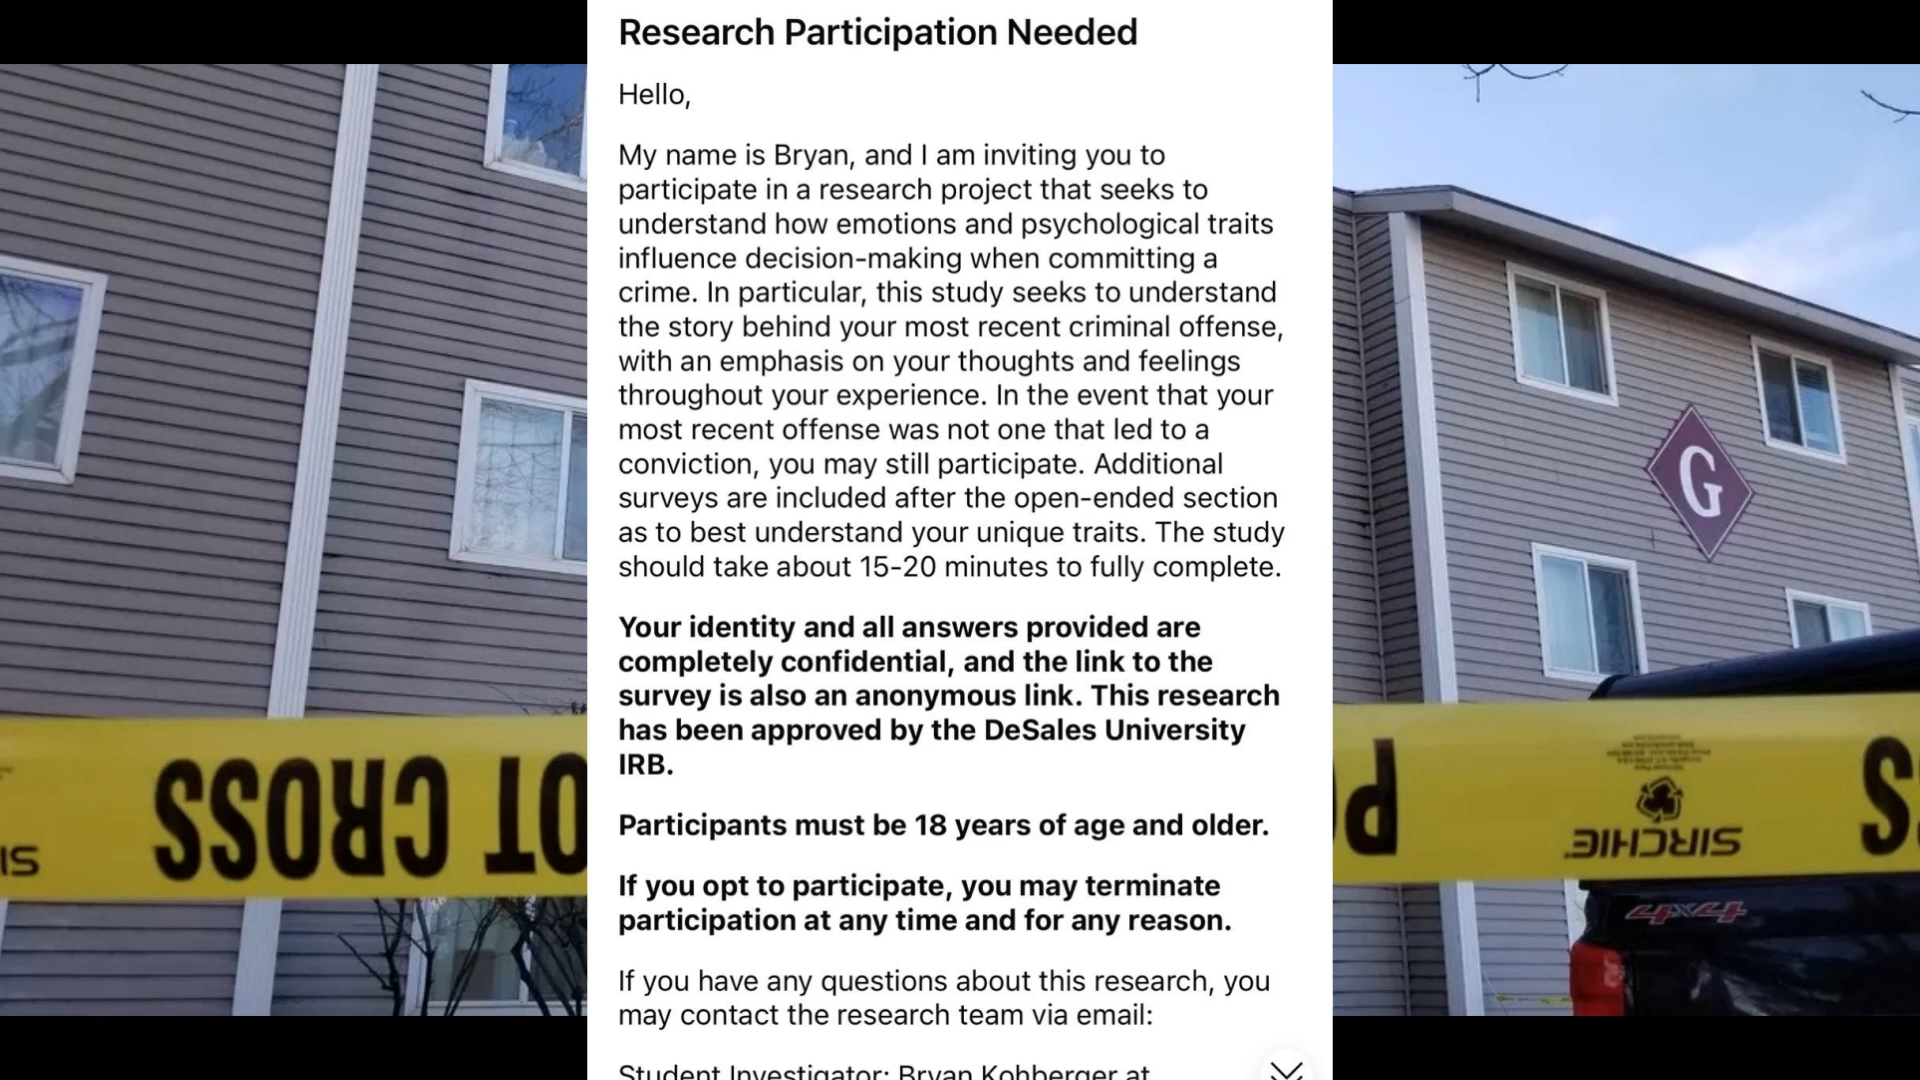 Research Participation Needed
Hello,
My name is Bryan, and I am inviting you to
participate in a research project that seeks to
understand how emotions and psychological traits
influence decision-making when committing a
crime. In particular, this study seeks to understand
the story behind your most recent criminal offense,
with an emphasis on your thoughts and feelings
throughout your experience. In the event that your
most recent offense was not one that led to a
conviction, you may still participate. Additional
surveys are included after the open-ended section
as to best understand your unique traits. The study
should take about 15-20 minutes to fully complete.
Your identity and all answers provided are
completely confidential, and the link to the
survey is also an anonymous link. This research
has been approved by the DeSales University
IRB.
Participants must be 18 years of age and older.
If you opt to participate, you may terminate
participation at any time and for any reason.
If you have any questions about this research, you
may contact the research team via email:
Student Investigator: Bryan Kohberger at
G
OT CROSS
SI
PO
SIRCHIE
S
4x4